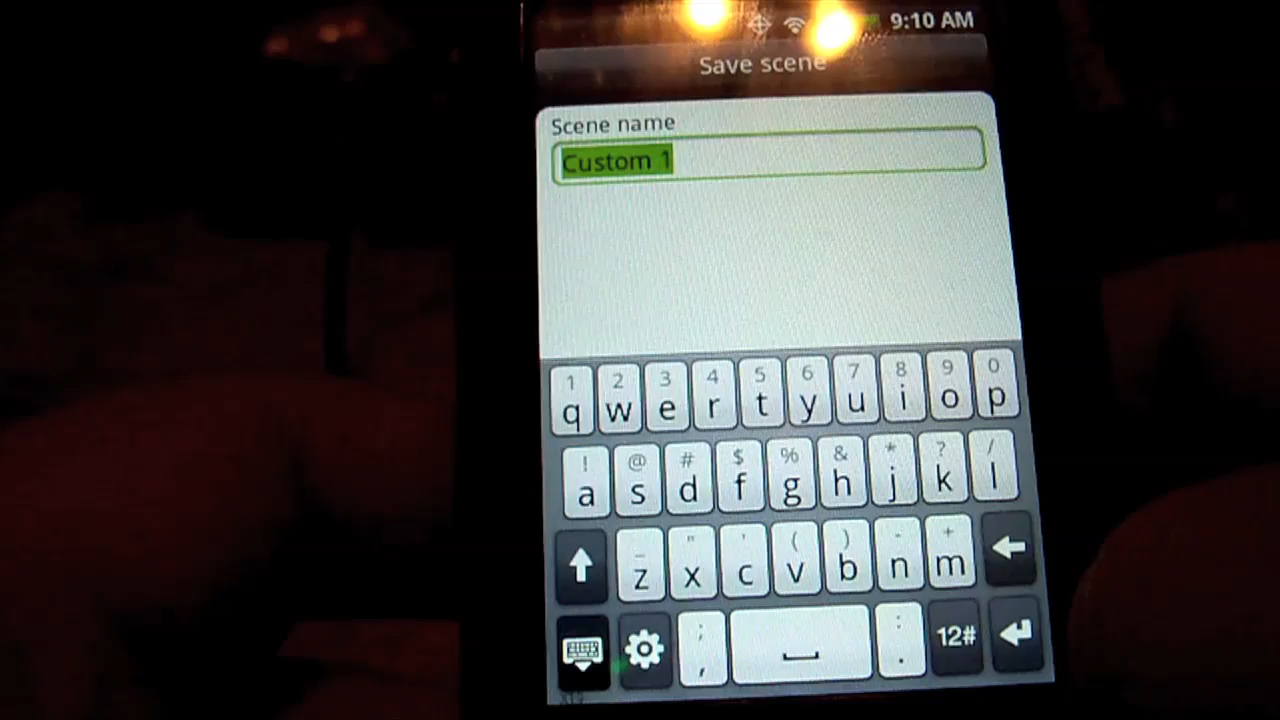 9:10 AM
Save scene
Scene name
Custom 1
1 2 3 4 5 6 7 8 9 0
q w e r t y u i o p
! @ # $ % & * ? /
a s d f g h j k l
_ " ' ( ) - +
z x c v b n m
; :
, . 12#